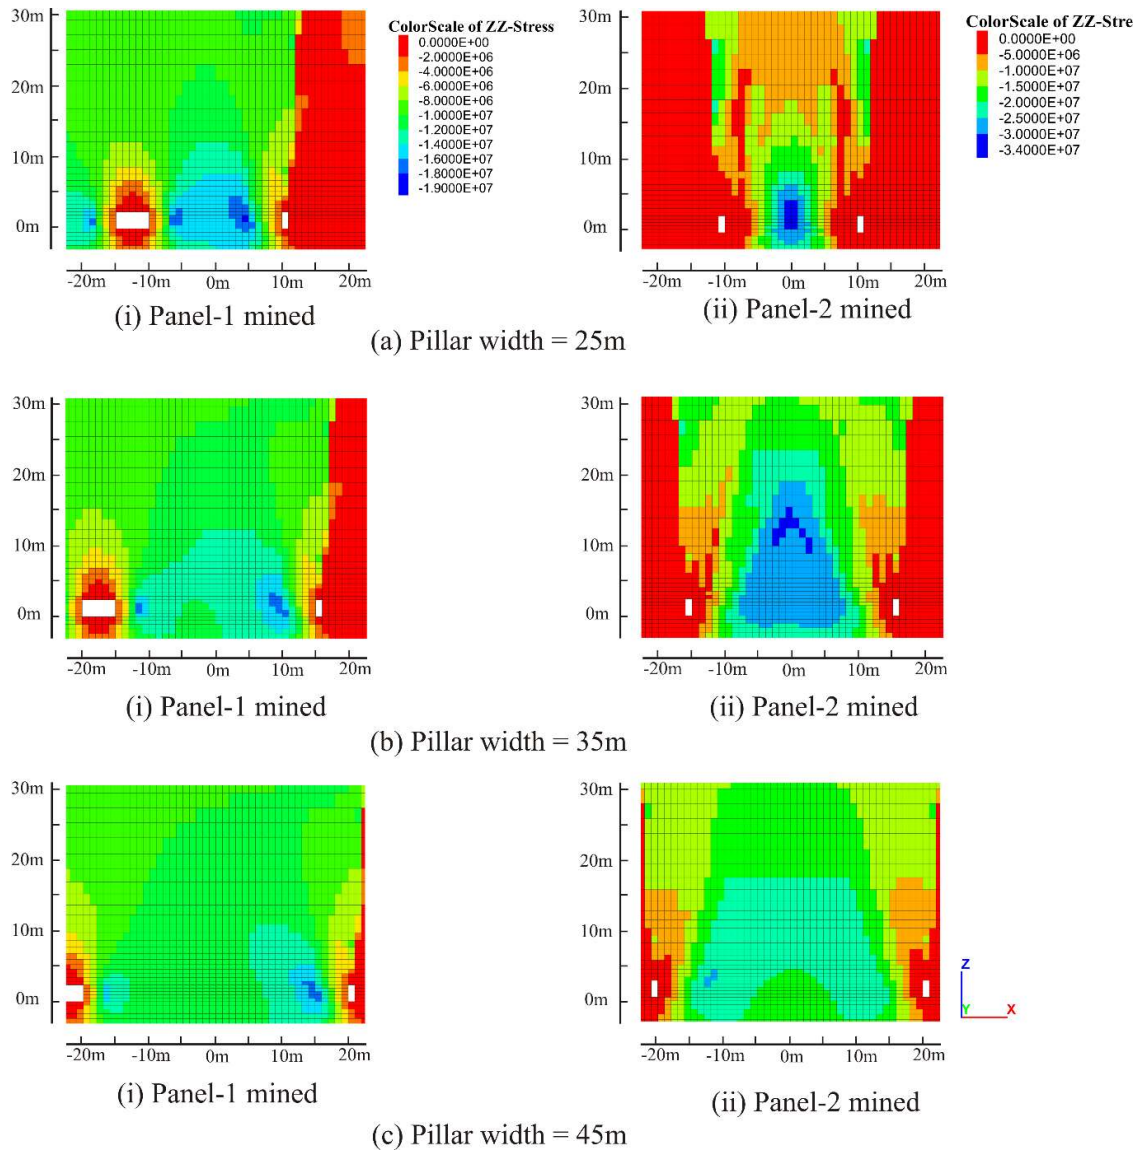 30m
20m
10m
0m
-20m -10m 0m 10m 20m
ColorScale of ZZ-Stress
0.0000E+00
-2.0000E+06
-4.0000E+06
-6.0000E+06
-8.0000E+06
-1.0000E+07
-1.2000E+07
-1.4000E+07
-1.6000E+07
-1.8000E+07
-1.9000E+07
(i) Panel-1 mined
30m
20m
10m
0m
-20m -10m 0m 10m 20m
ColorScale of ZZ-Stre
0.0000E+00
-5.0000E+06
-1.0000E+07
-1.5000E+07
-2.0000E+07
-2.5000E+07
-3.0000E+07
-3.4000E+07
(ii) Panel-2 mined
(a) Pillar width = 25m
30m
20m
10m
0m
-20m -10m 0m 10m 20m
(i) Panel-1 mined
30m
20m
10m
0m
-20m -10m 0m 10m 20m
(ii) Panel-2 mined
(b) Pillar width = 35m
30m
20m
10m
0m
-20m -10m 0m 10m 20m
(i) Panel-1 mined
30m
20m
10m
0m
-20m -10m 0m 10m 20m
Z
Y X
(ii) Panel-2 mined
(c) Pillar width = 45m